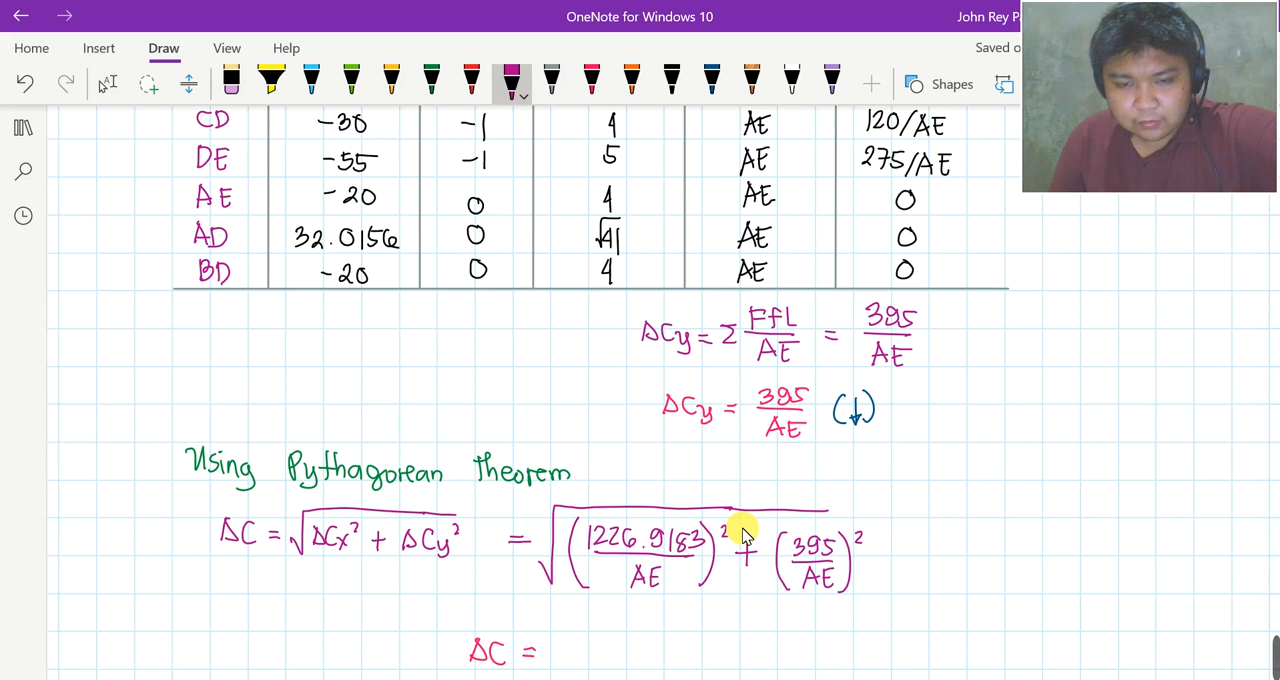 OneNote for Windows 10
John Rey P
Home Insert Draw View Help
Saved o
Shapes
CD -30 -1 4 AE 120/AE
DE -55 -1 5 AE 275/AE
AE -20 0 4 AE 0
AD 32.0156 0 √41 AE 0
BD -20 0 4 AE 0
ΔCy = Σ FfL/AE = 395/AE
ΔCy = 395/AE (↓)
Using Pythagorean theorem
ΔC = √ΔCx² + ΔCy² = √(1226.9183/AE)² + (395/AE)²
ΔC =